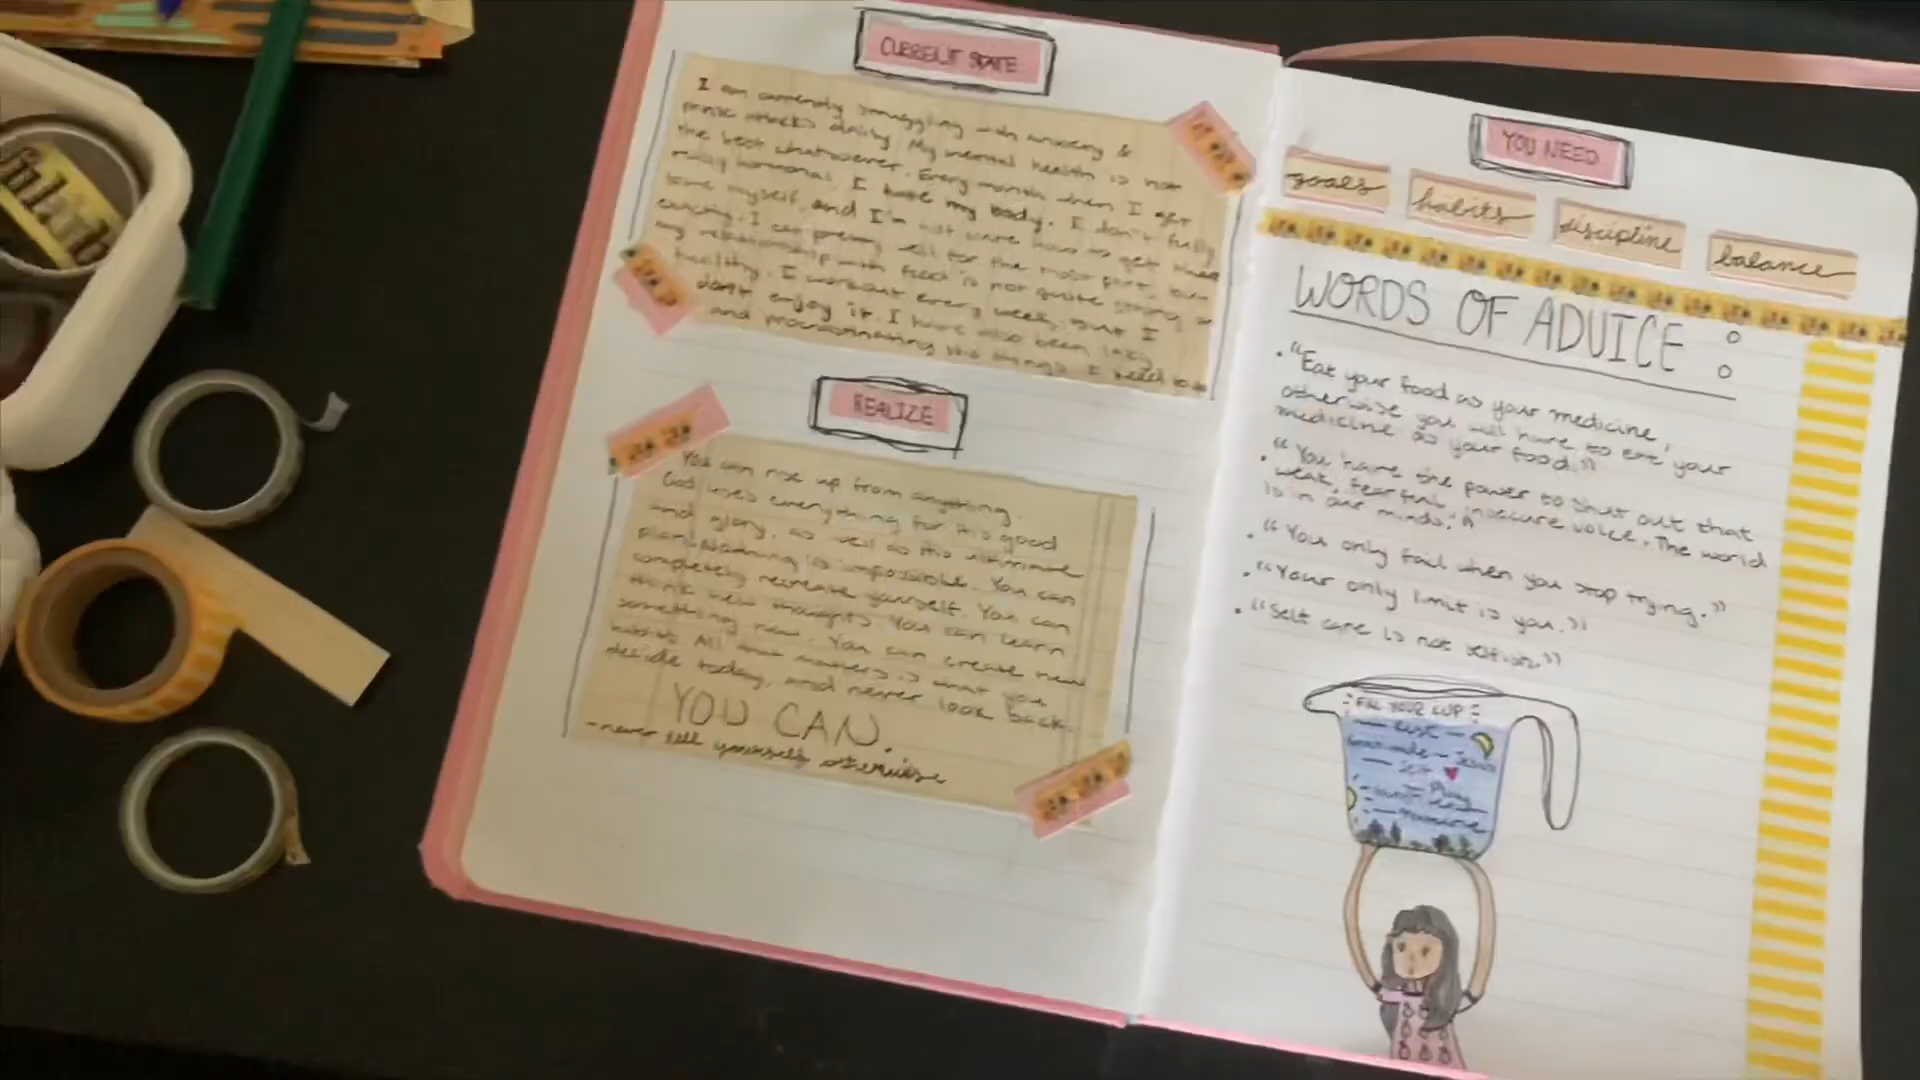 CURRENT STATE
I am currently struggling with anxiety &
panic attacks daily. My mental health is not
the best whatsoever. Every month when I get
really hormonal, I hate my body. I don't fully
love myself, and I'm not sure how to get there
exactly. I eat pretty well for the most part, but
my relationship with food is not quite strong or
healthy. I workout every week, but I
don't enjoy it. I have also been lazy
and procrastinating the things I need to do
REALIZE
You can rise up from anything.
God uses everything for His good
and glory, as well as His ultimate
plan. Nothing is impossible. You can
completely recreate yourself. You can
think new thoughts. You can learn
something new. You can create new
habits. All that matters is that you
decide today, and never look back.
YOU CAN.
-never tell yourself otherwise
YOU NEED
goals habits discipline balance
WORDS OF ADVICE :
• "Eat your food as your medicine,
otherwise you will have to eat your
medicine as your food."
• "You have the power to shut out that
weak, fearful, insecure voice. The world
is in our minds."
• "You only fail when you stop trying."
• "Your only limit is you."
• "Self care is not selfish."
FILL YOUR CUP
Rest
Gratitude - Jesus
Self
Play